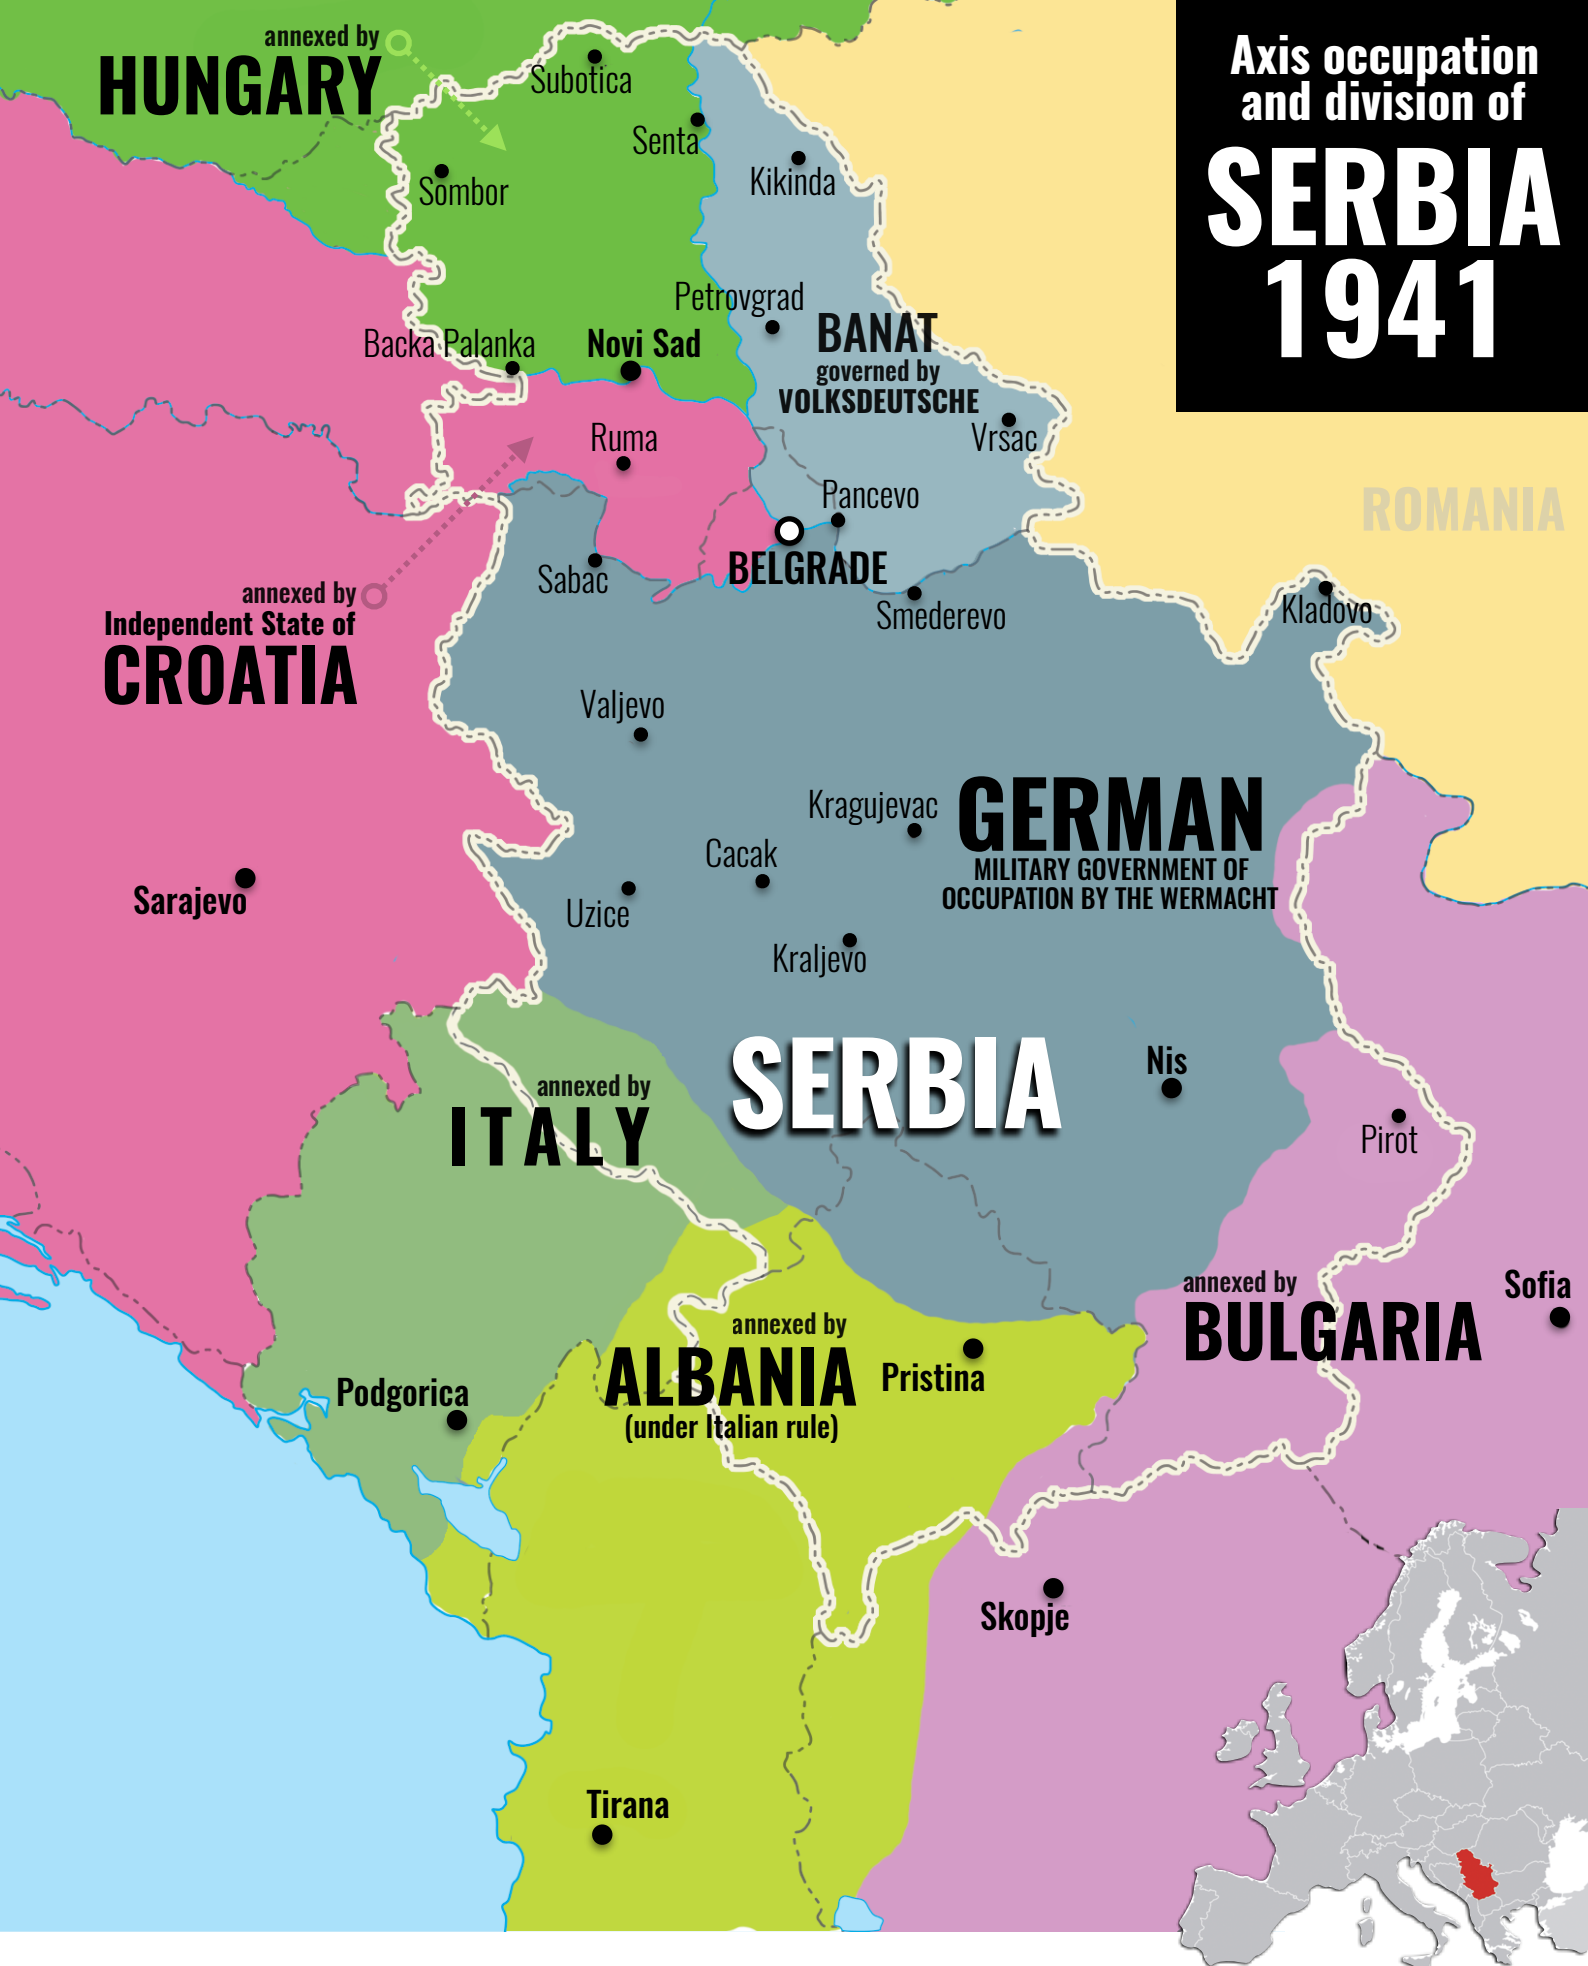 Axis occupation
and division of
SERBIA
1941
annexed by
HUNGARY
Subotica
Senta
Sombor
Kikinda
Petrovgrad
BANAT
governed by
VOLKSDEUTSCHE
Backa Palanka
Novi Sad
Ruma
Vrsac
Pancevo
ROMANIA
BELGRADE
Sabac
Smederevo
Kladovo
annexed by
Independent State of
CROATIA
Valjevo
Kragujevac
GERMAN
MILITARY GOVERNMENT OF
OCCUPATION BY THE WERMACHT
Cacak
Uzice
Kraljevo
Sarajevo
SERBIA
Nis
Pirot
annexed by
ITALY
annexed by
BULGARIA
Sofia
annexed by
ALBANIA
(under Italian rule)
Pristina
Podgorica
Skopje
Tirana